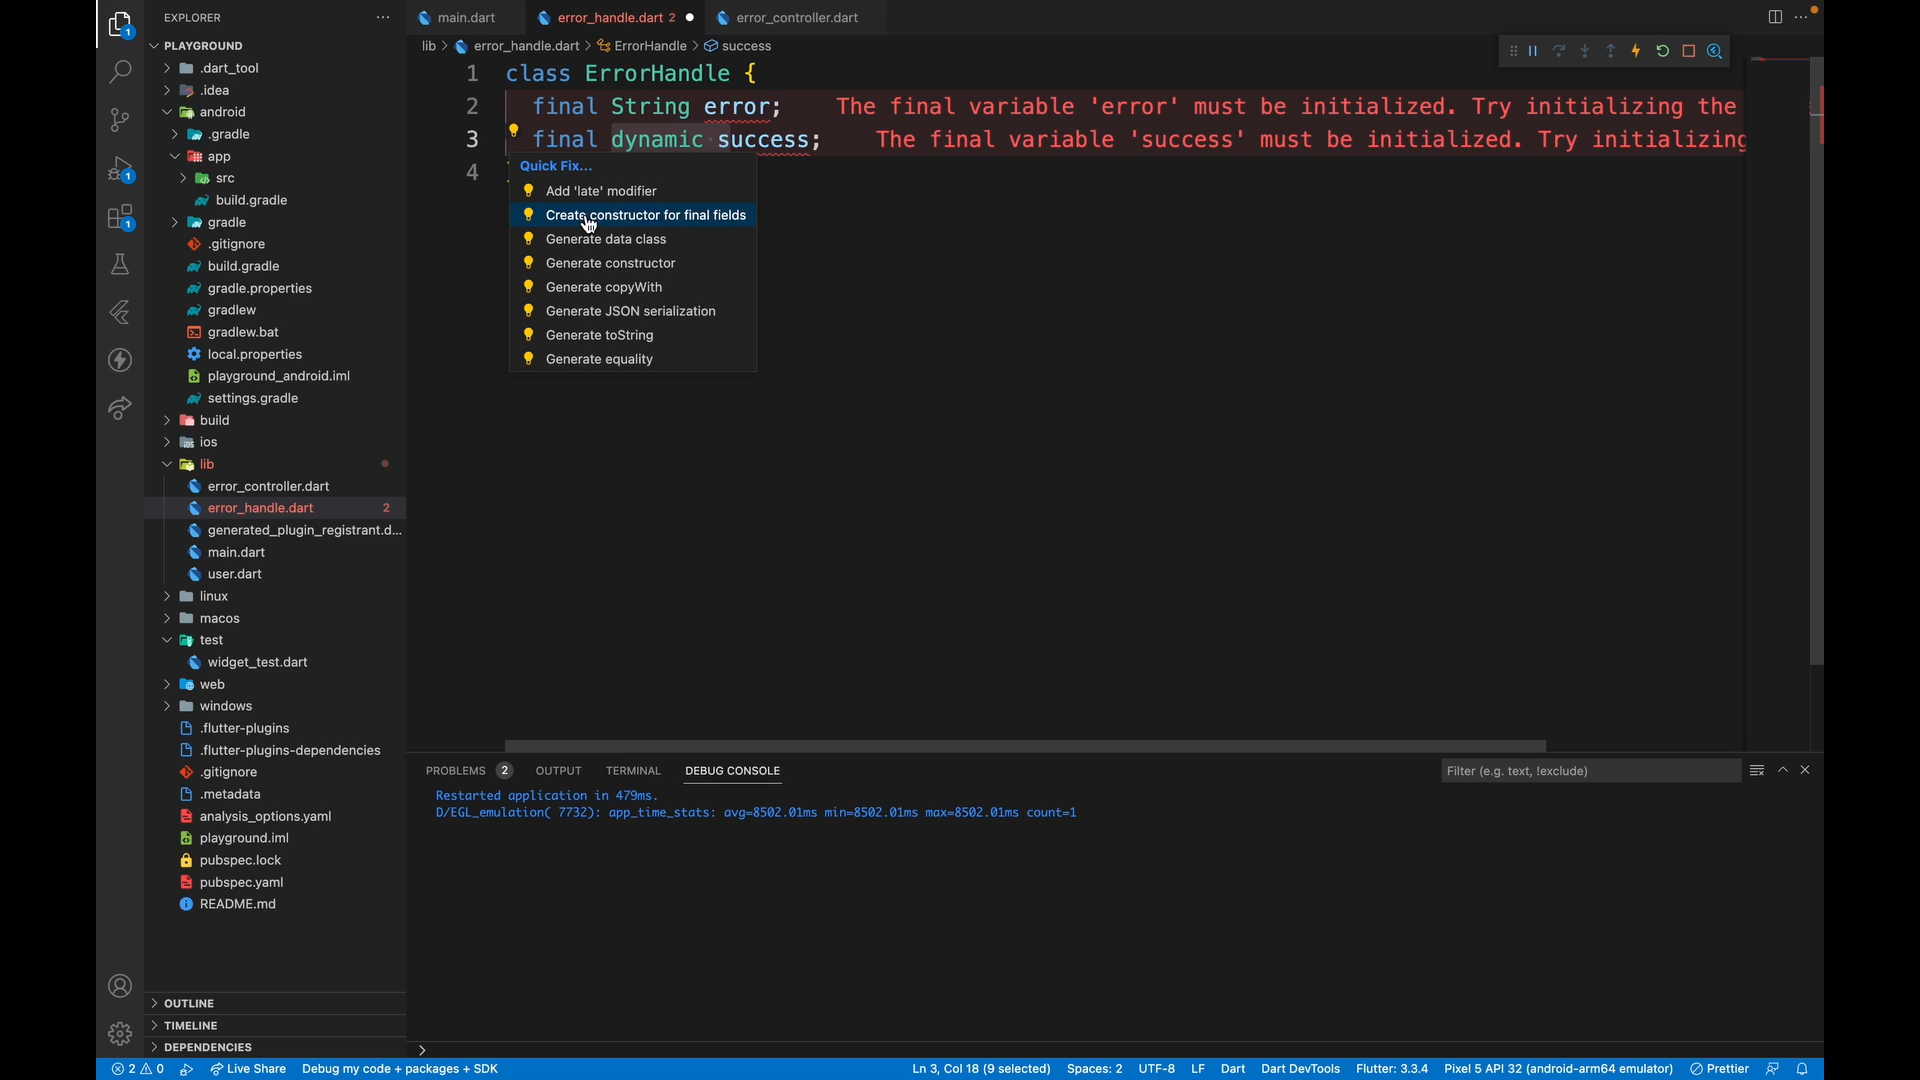 EXPLORER
main.dart
error_handle.dart 2
error_controller.dart
PLAYGROUND
lib
error_handle.dart
ErrorHandle
success
.dart_tool
.idea
android
.gradle
app
src
build.gradle
gradle
.gitignore
build.gradle
gradle.properties
gradlew
gradlew.bat
local.properties
playground_android.iml
settings.gradle
build
ios
lib
error_controller.dart
error_handle.dart 2
generated_plugin_registrant.d...
main.dart
user.dart
linux
macos
test
widget_test.dart
web
windows
.flutter-plugins
.flutter-plugins-dependencies
.gitignore
.metadata
analysis_options.yaml
playground.iml
pubspec.lock
pubspec.yaml
README.md
OUTLINE
TIMELINE
DEPENDENCIES
1
1
1
1 class ErrorHandle {
2 final String error; The final variable 'error' must be initialized. Try initializing the
3 final dynamic success; The final variable 'success' must be initialized. Try initializing
4
Quick Fix...
Add 'late' modifier
Create constructor for final fields
Generate data class
Generate constructor
Generate copyWith
Generate JSON serialization
Generate toString
Generate equality
PROBLEMS 2 OUTPUT TERMINAL DEBUG CONSOLE
Filter (e.g. text, !exclude)
Restarted application in 479ms.
D/EGL_emulation( 7732): app_time_stats: avg=8502.01ms min=8502.01ms max=8502.01ms count=1
2 0 Live Share Debug my code + packages + SDK Ln 3, Col 18 (9 selected) Spaces: 2 UTF-8 LF Dart Dart DevTools Flutter: 3.3.4 Pixel 5 API 32 (android-arm64 emulator) Prettier